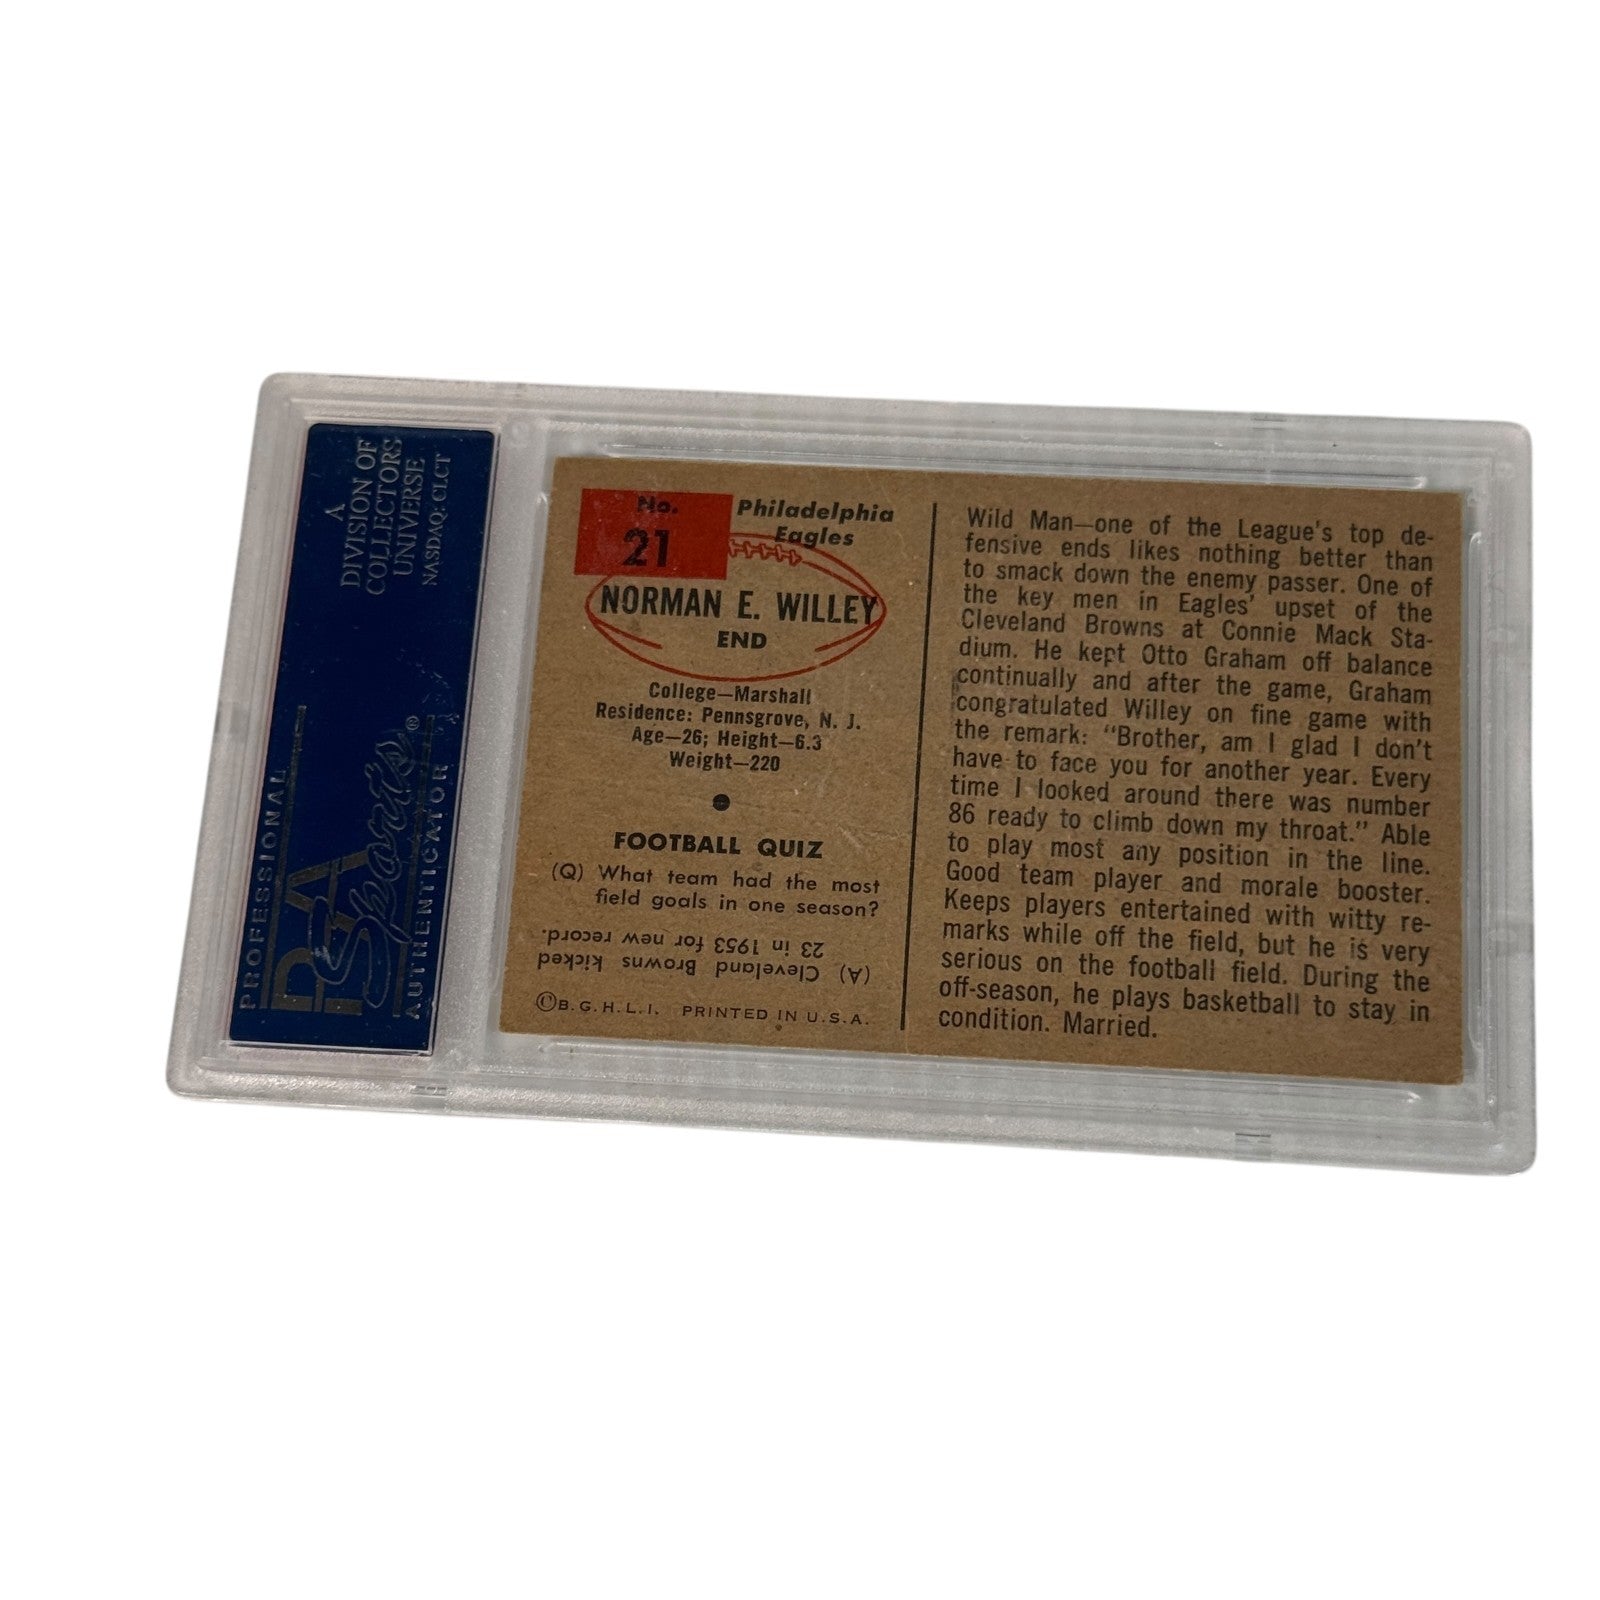 A
DIVISION OF
COLLECTORS
UNIVERSE
NASDAQ: CLCT
PROFESSIONAL
PSA
Sports®
AUTHENTICATOR
No.
21
Philadelphia
Eagles
NORMAN E. WILLEY
END
College—Marshall
Residence: Pennsgrove, N. J.
Age—26; Height—6.3
Weight—220
FOOTBALL QUIZ
(Q) What team had the most
field goals in one season?
(A) Cleveland Browns kicked
23 in 1953 for new record.
©B. G. H. L. I. PRINTED IN U. S. A.
Wild Man—one of the League's top de-
fensive ends likes nothing better than
to smack down the enemy passer. One of
the key men in Eagles' upset of the
Cleveland Browns at Connie Mack Sta-
dium. He kept Otto Graham off balance
continually and after the game, Graham
congratulated Willey on fine game with
the remark: "Brother, am I glad I don't
have to face you for another year. Every
time I looked around there was number
86 ready to climb down my throat." Able
to play most any position in the line.
Good team player and morale booster.
Keeps players entertained with witty re-
marks while off the field, but he is very
serious on the football field. During the
off-season, he plays basketball to stay in
condition. Married.